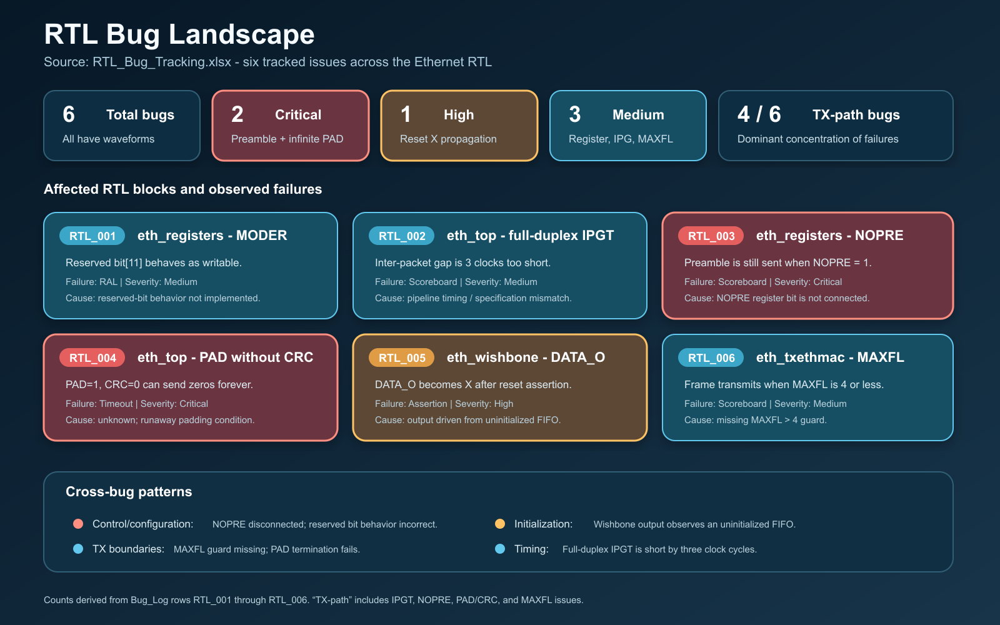 RTL Bug Landscape
Source: RTL_Bug_Tracking.xlsx - six tracked issues across the Ethernet RTL
6 Total bugs
All have waveforms
2 Critical
Preamble + infinite PAD
1 High
Reset X propagation
3 Medium
Register, IPG, MAXFL
4 / 6 TX-path bugs
Dominant concentration of failures
Affected RTL blocks and observed failures
RTL_001 eth_registers - MODER
Reserved bit[11] behaves as writable.
Failure: RAL | Severity: Medium
Cause: reserved-bit behavior not implemented.
RTL_002 eth_top - full-duplex IPGT
Inter-packet gap is 3 clocks too short.
Failure: Scoreboard | Severity: Medium
Cause: pipeline timing / specification mismatch.
RTL_003 eth_registers - NOPRE
Preamble is still sent when NOPRE = 1.
Failure: Scoreboard | Severity: Critical
Cause: NOPRE register bit is not connected.
RTL_004 eth_top - PAD without CRC
PAD=1, CRC=0 can send zeros forever.
Failure: Timeout | Severity: Critical
Cause: unknown; runaway padding condition.
RTL_005 eth_wishbone - DATA_O
DATA_O becomes X after reset assertion.
Failure: Assertion | Severity: High
Cause: output driven from uninitialized FIFO.
RTL_006 eth_txethmac - MAXFL
Frame transmits when MAXFL is 4 or less.
Failure: Scoreboard | Severity: Medium
Cause: missing MAXFL > 4 guard.
Cross-bug patterns
Control/configuration: NOPRE disconnected; reserved bit behavior incorrect.
Initialization: Wishbone output observes an uninitialized FIFO.
TX boundaries: MAXFL guard missing; PAD termination fails.
Timing: Full-duplex IPGT is short by three clock cycles.
Counts derived from Bug_Log rows RTL_001 through RTL_006. “TX-path” includes IPGT, NOPRE, PAD/CRC, and MAXFL issues.